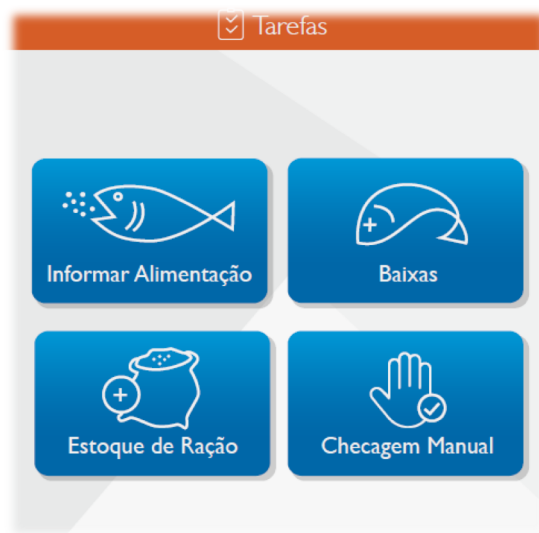 Tarefas
Informar Alimentação
Baixas
Estoque de Ração
Checagem Manual